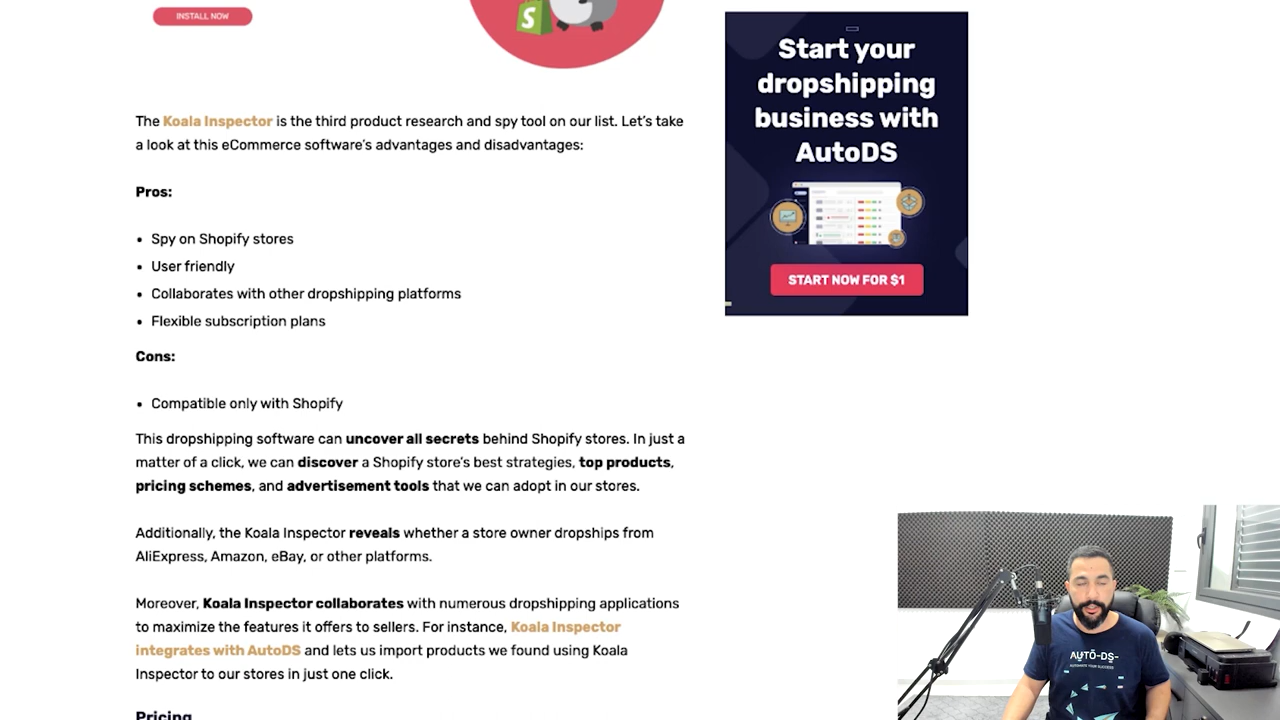 INSTALL NOW
S
The Koala Inspector is the third product research and spy tool on our list. Let's take
a look at this eCommerce software's advantages and disadvantages:
Pros:
• Spy on Shopify stores
• User friendly
• Collaborates with other dropshipping platforms
• Flexible subscription plans
Cons:
• Compatible only with Shopify
This dropshipping software can uncover all secrets behind Shopify stores. In just a
matter of a click, we can discover a Shopify store's best strategies, top products,
pricing schemes, and advertisement tools that we can adopt in our stores.
Additionally, the Koala Inspector reveals whether a store owner dropships from
AliExpress, Amazon, eBay, or other platforms.
Moreover, Koala Inspector collaborates with numerous dropshipping applications
to maximize the features it offers to sellers. For instance, Koala Inspector
integrates with AutoDS and lets us import products we found using Koala
Inspector to our stores in just one click.
Pricing
Start your
dropshipping
business with
AutoDS
START NOW FOR $1
AUTO-DS-
AUTOMATE YOUR SUCCESS